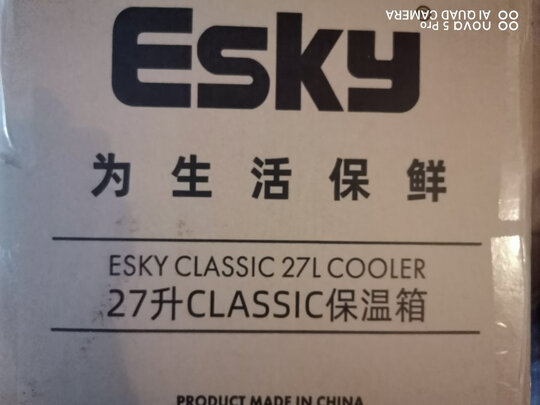 Esky®
为生活保鲜
ESKY CLASSIC 27L COOLER
27升CLASSIC保温箱
PRODUCT MADE IN CHINA
nova 5 Pro
AI QUAD CAMERA